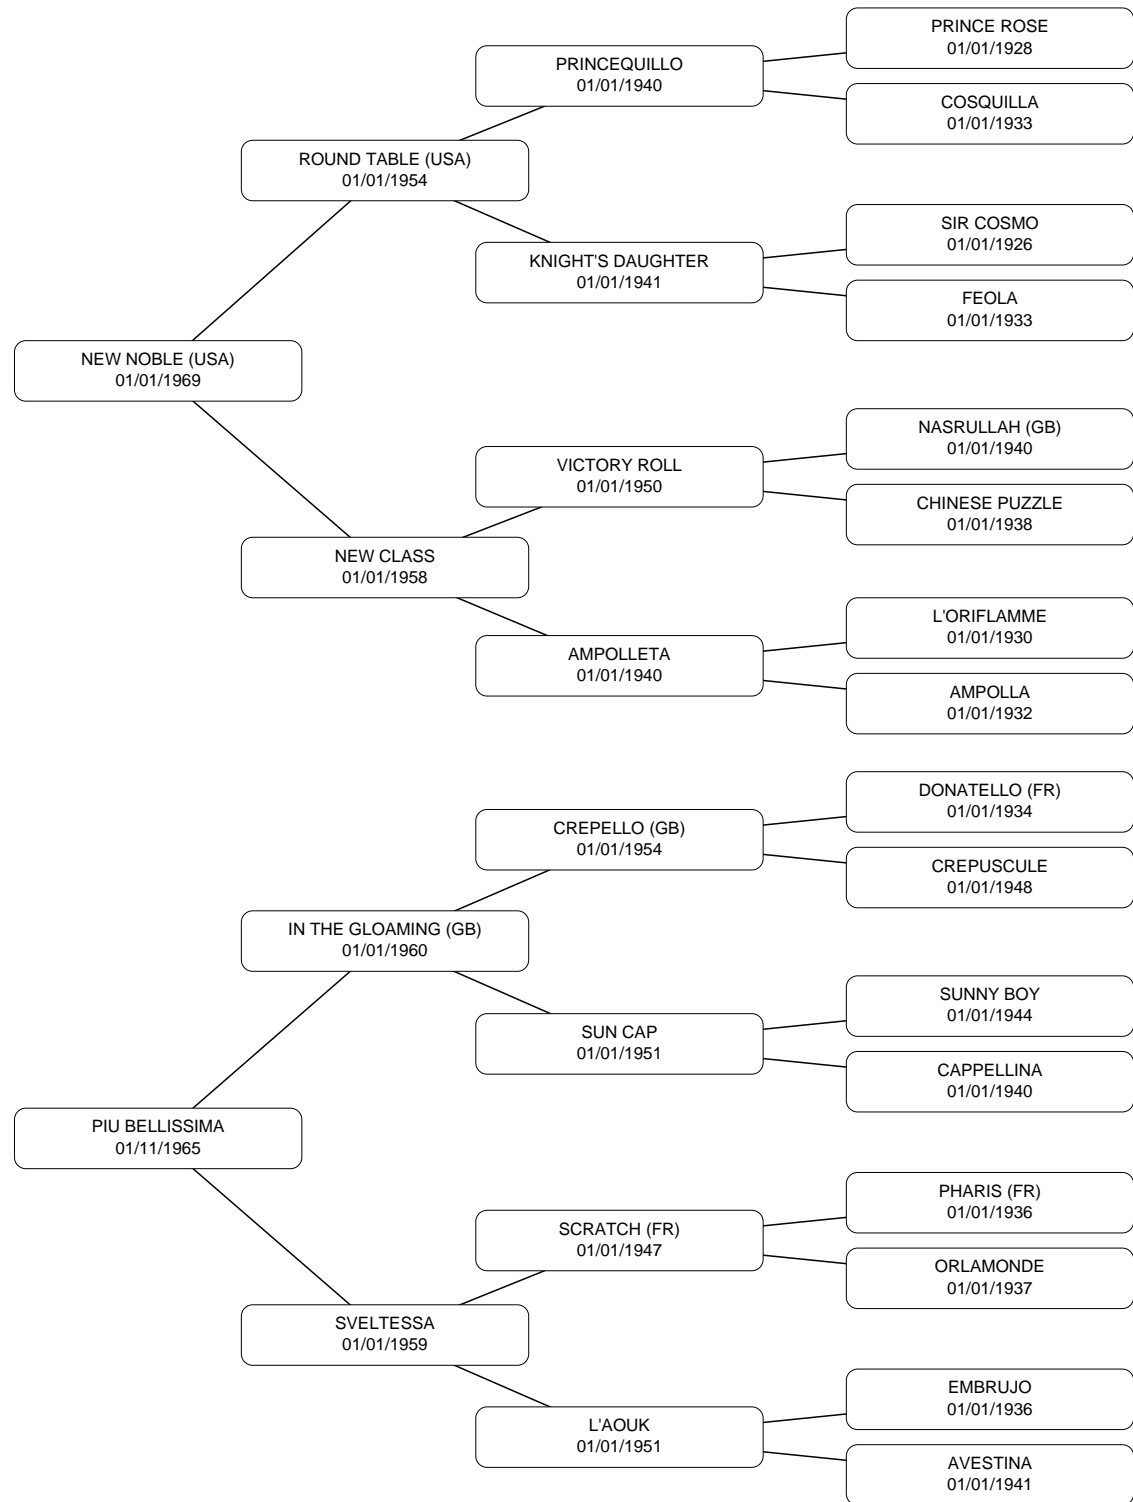 PRINCE ROSE
01/01/1928
PRINCEQUILLO
01/01/1940
COSQUILLA
01/01/1933
ROUND TABLE (USA)
01/01/1954
SIR COSMO
01/01/1926
KNIGHT'S DAUGHTER
01/01/1941
FEOLA
01/01/1933
NEW NOBLE (USA)
01/01/1969
NASRULLAH (GB)
01/01/1940
VICTORY ROLL
01/01/1950
CHINESE PUZZLE
01/01/1938
NEW CLASS
01/01/1958
L'ORIFLAMME
01/01/1930
AMPOLLETA
01/01/1940
AMPOLLA
01/01/1932
DONATELLO (FR)
01/01/1934
CREPELLO (GB)
01/01/1954
CREPUSCULE
01/01/1948
IN THE GLOAMING (GB)
01/01/1960
SUNNY BOY
01/01/1944
SUN CAP
01/01/1951
CAPPELLINA
01/01/1940
PIU BELLISSIMA
01/11/1965
PHARIS (FR)
01/01/1936
SCRATCH (FR)
01/01/1947
ORLAMONDE
01/01/1937
SVELTESSA
01/01/1959
EMBRUJO
01/01/1936
L'AOUK
01/01/1951
AVESTINA
01/01/1941